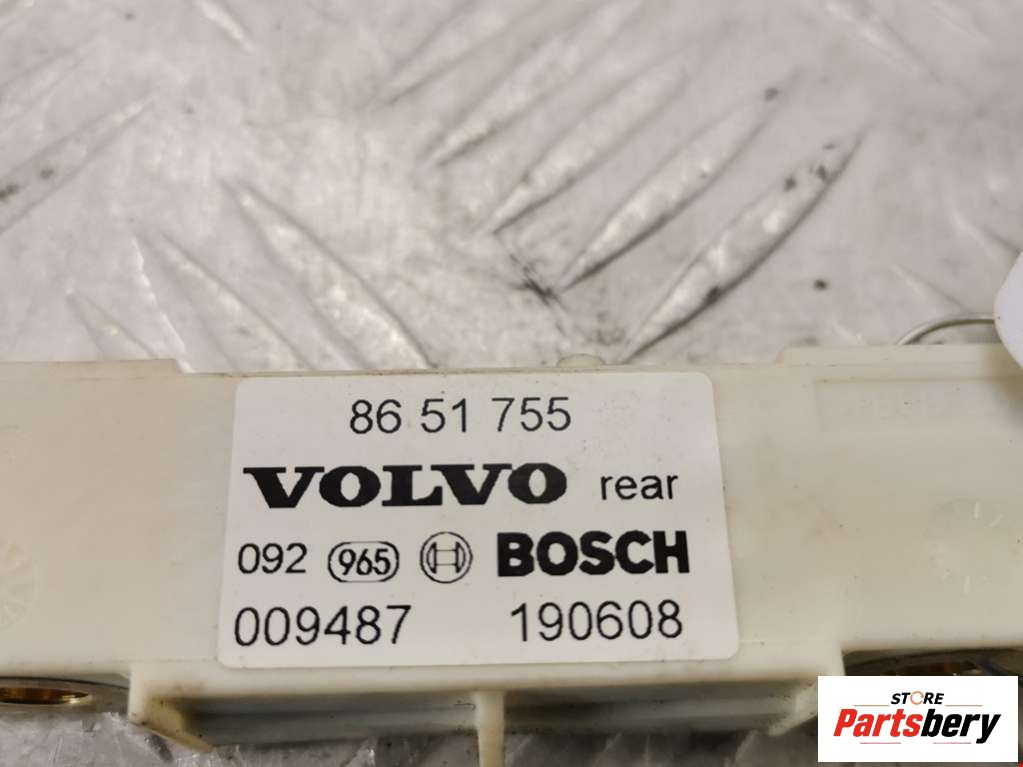 86 51 755
VOLVO rear
092 965 BOSCH
009487 190608
STORE
Partsbery